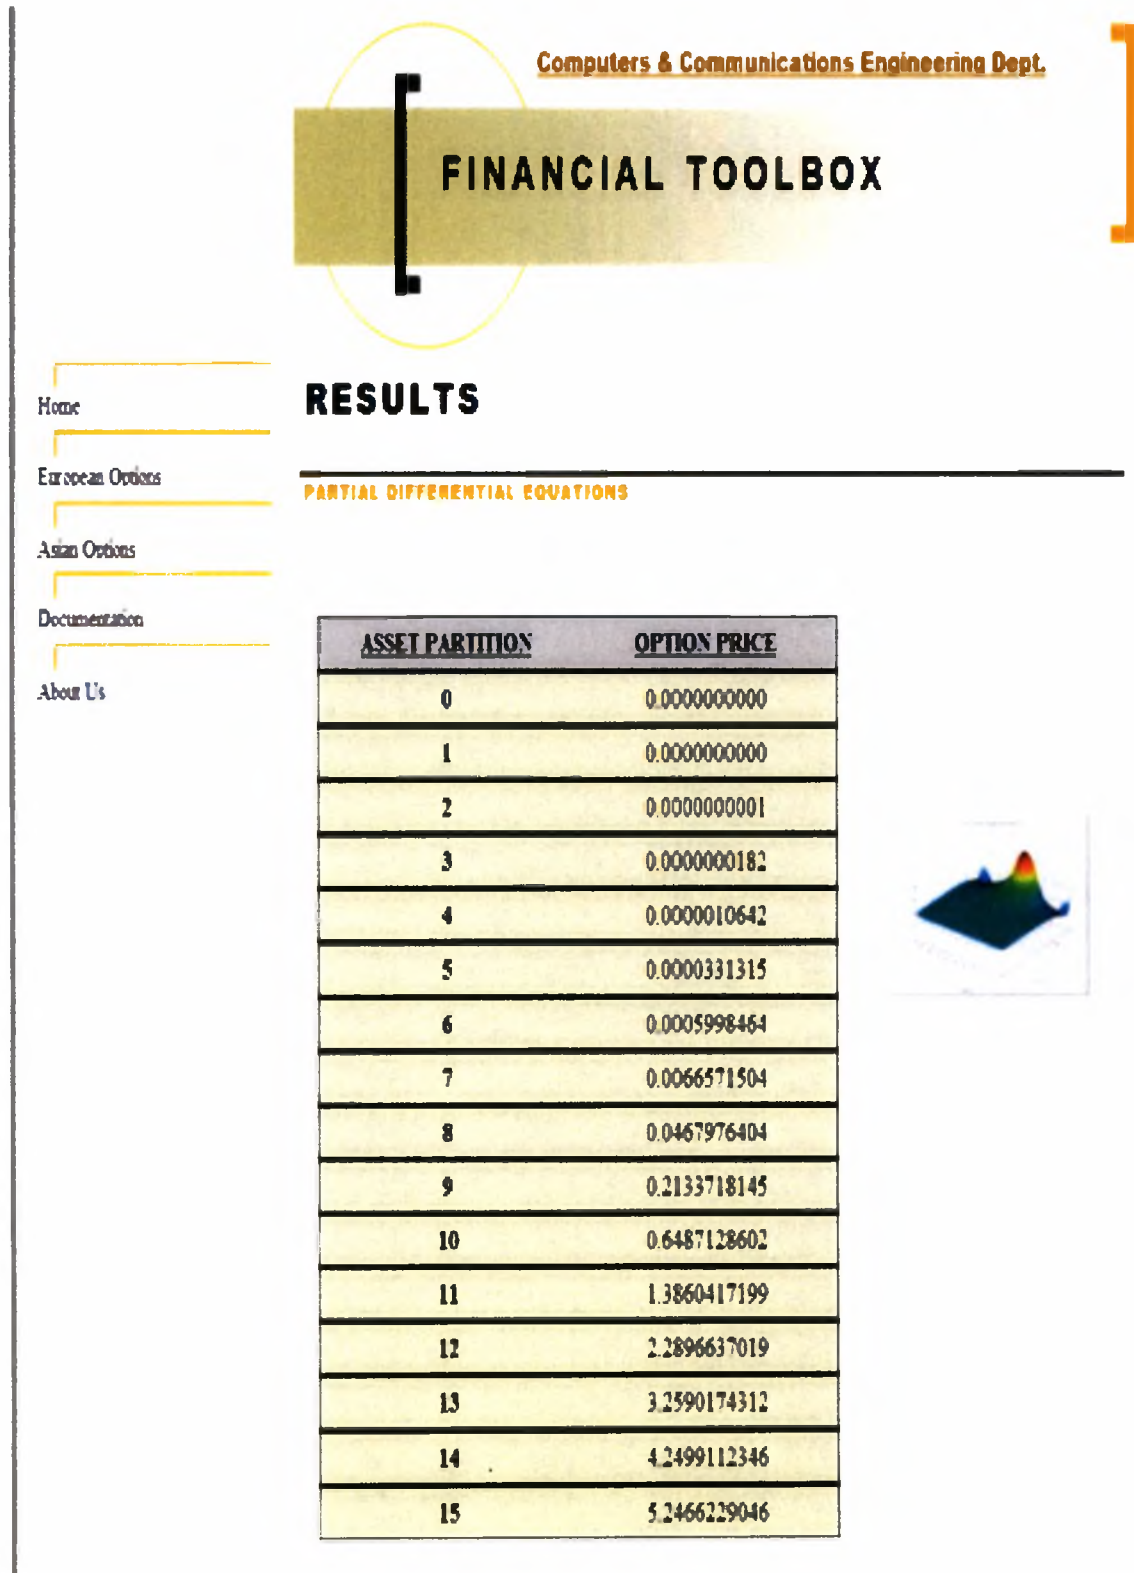 Computers & Communications Engineering Dept.
FINANCIAL TOOLBOX
Home
European Options
Asian Options
Documentation
About Us
RESULTS
PARTIAL DIFFERENTIAL EQUATIONS
ASSET PARTITION OPTION PRICE
0 0.0000000000
1 0.0000000000
2 0.0000000001
3 0.0000000182
4 0.0000010642
5 0.0000331315
6 0.0005998464
7 0.0066571504
8 0.0467976404
9 0.2133718145
10 0.6487128602
11 1.3860417199
12 2.2896637019
13 3.2590174312
14 4.2499112346
15 5.2466229046